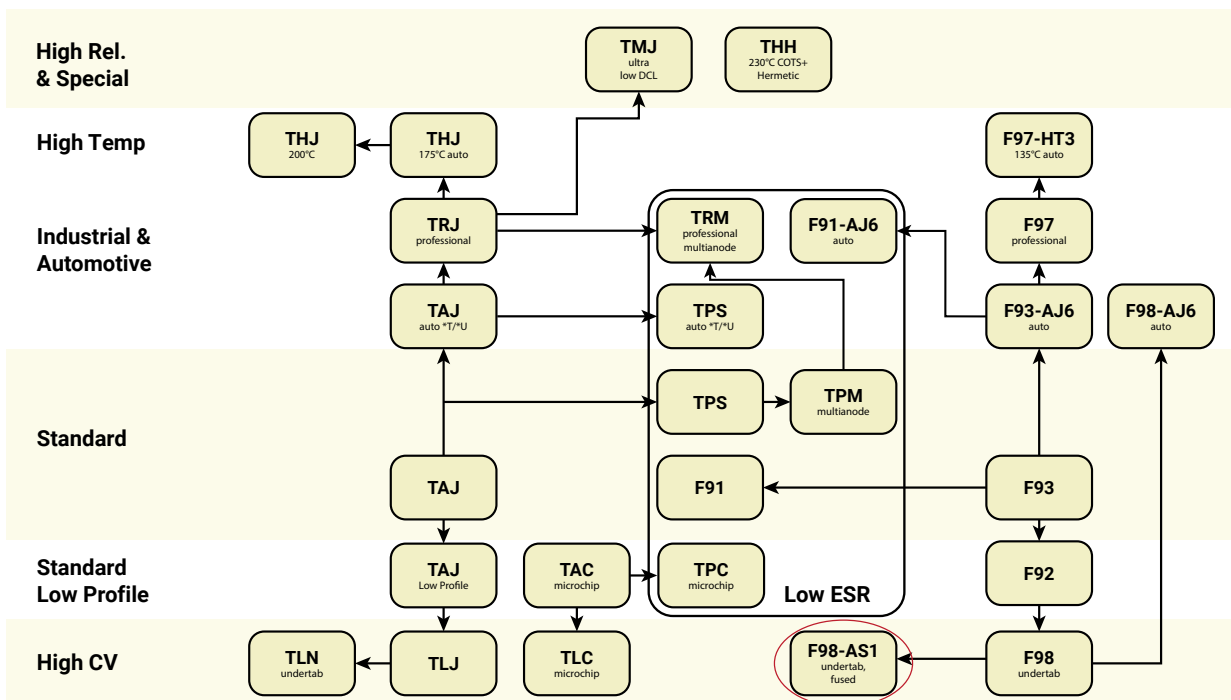 High Rel.
& Special
TMJ
ultra
low DCL
THH
230°C COTS+
Hermetic
High Temp
THJ
200°C
THJ
175°C auto
F97-HT3
135°C auto
Industrial &
Automotive
TRJ
professional
TRM
professional
multianode
F91-AJ6
auto
F97
professional
TAJ
auto *T/*U
TPS
auto *T/*U
F93-AJ6
auto
F98-AJ6
auto
Standard
TPS
TPM
multianode
TAJ
F91
F93
Standard
Low Profile
TAJ
Low Profile
TAC
microchip
TPC
microchip
Low ESR
F92
High CV
TLN
undertab
TLJ
TLC
microchip
F98-AS1
undertab,
fused
F98
undertab